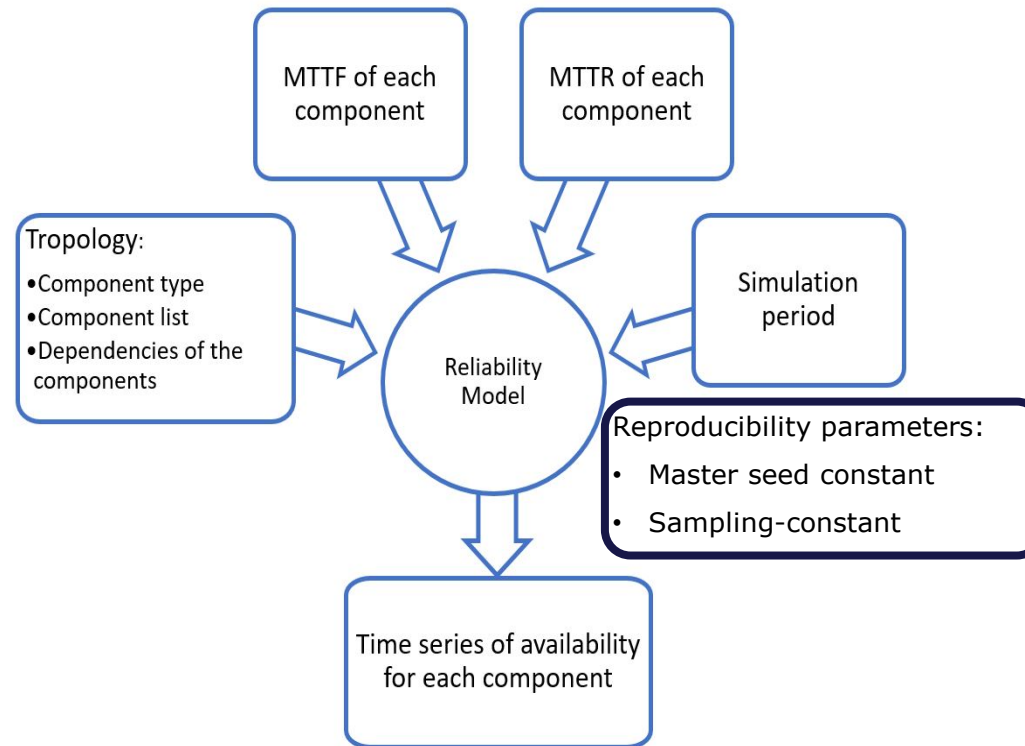 MTTF of each
component
MTTR of each
component
Tropology:
•Component type
•Component list
•Dependencies of the
components
Simulation
period
Reliability
Model
Reproducibility parameters:
• Master seed constant
• Sampling-constant
Time series of availability
for each component